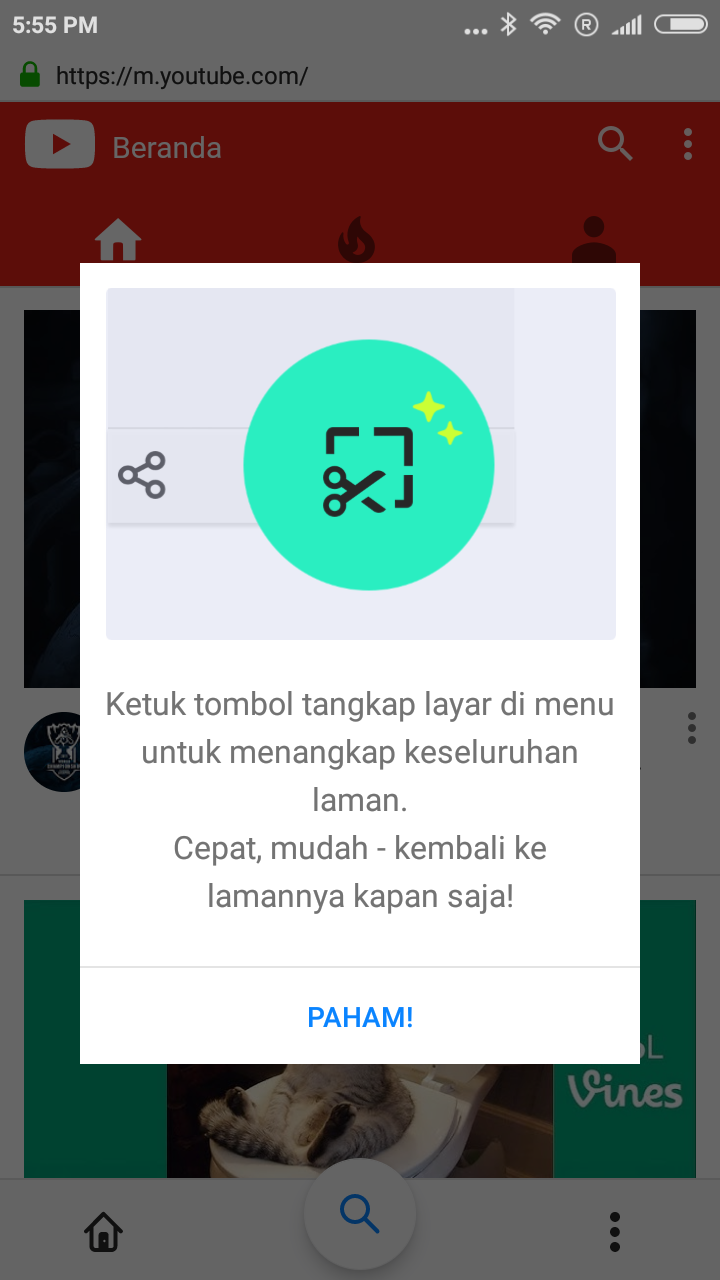 5:55 PM
https://m.youtube.com/
Beranda
Ketuk tombol tangkap layar di menu
untuk menangkap keseluruhan
laman.
Cepat, mudah - kembali ke
lamannya kapan saja!
PAHAM!
Vines